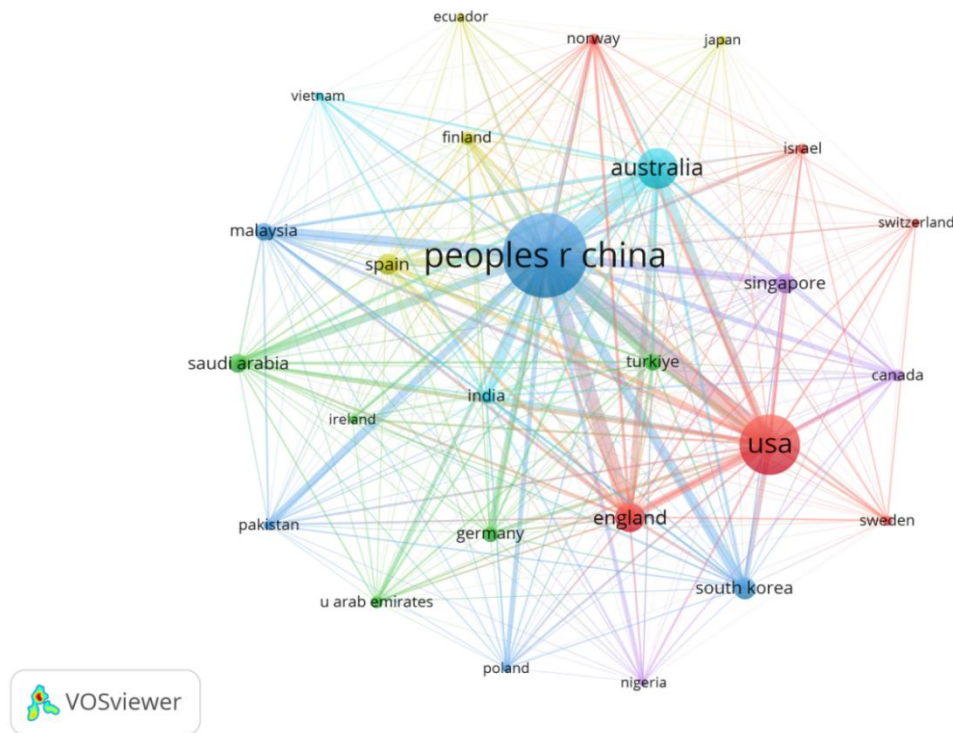 ecuador
norway
japan
vietnam
finland
israel
australia
switzerland
malaysia
peoples r china
spain
singapore
saudi arabia
turkiye
canada
india
ireland
usa
england
sweden
pakistan
germany
south korea
u arab emirates
poland
nigeria
VOSviewer